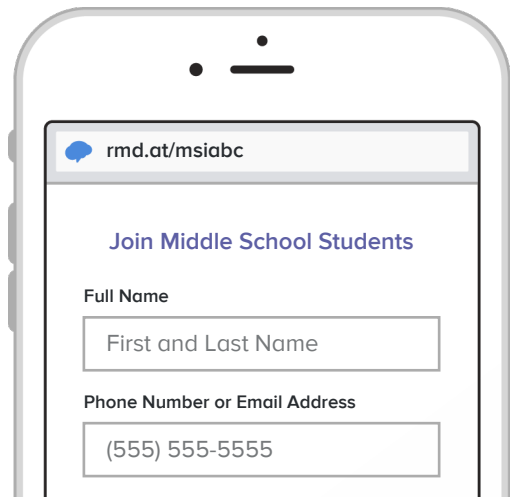 rmd.at/msiabc
Join Middle School Students
Full Name
First and Last Name
Phone Number or Email Address
(555) 555-5555